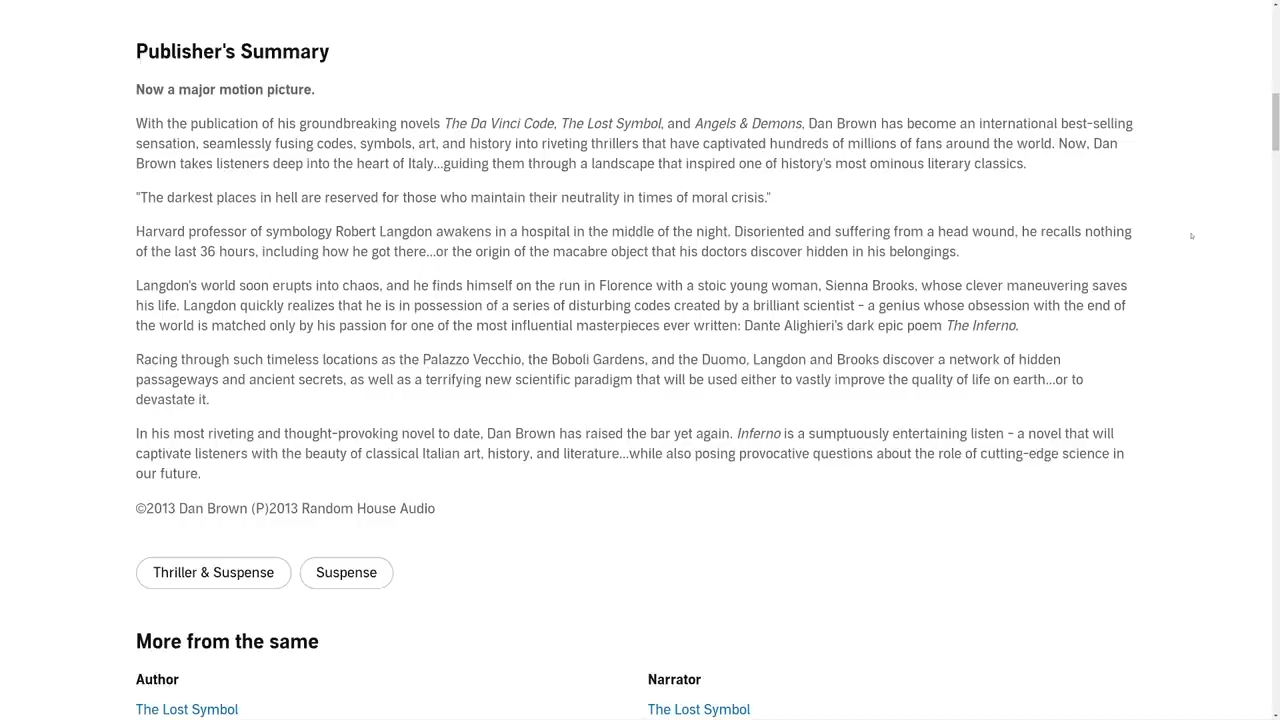 Publisher's Summary
Now a major motion picture.
With the publication of his groundbreaking novels The Da Vinci Code, The Lost Symbol, and Angels & Demons, Dan Brown has become an international best-selling
sensation, seamlessly fusing codes, symbols, art, and history into riveting thrillers that have captivated hundreds of millions of fans around the world. Now, Dan
Brown takes listeners deep into the heart of Italy...guiding them through a landscape that inspired one of history's most ominous literary classics.
"The darkest places in hell are reserved for those who maintain their neutrality in times of moral crisis."
Harvard professor of symbology Robert Langdon awakens in a hospital in the middle of the night. Disoriented and suffering from a head wound, he recalls nothing
of the last 36 hours, including how he got there...or the origin of the macabre object that his doctors discover hidden in his belongings.
Langdon's world soon erupts into chaos, and he finds himself on the run in Florence with a stoic young woman, Sienna Brooks, whose clever maneuvering saves
his life. Langdon quickly realizes that he is in possession of a series of disturbing codes created by a brilliant scientist - a genius whose obsession with the end of
the world is matched only by his passion for one of the most influential masterpieces ever written: Dante Alighieri's dark epic poem The Inferno.
Racing through such timeless locations as the Palazzo Vecchio, the Boboli Gardens, and the Duomo, Langdon and Brooks discover a network of hidden
passageways and ancient secrets, as well as a terrifying new scientific paradigm that will be used either to vastly improve the quality of life on earth...or to
devastate it.
In his most riveting and thought-provoking novel to date, Dan Brown has raised the bar yet again. Inferno is a sumptuously entertaining listen - a novel that will
captivate listeners with the beauty of classical Italian art, history, and literature...while also posing provocative questions about the role of cutting-edge science in
our future.
©2013 Dan Brown (P)2013 Random House Audio
Thriller & Suspense
Suspense
More from the same
Author
Narrator
The Lost Symbol
The Lost Symbol